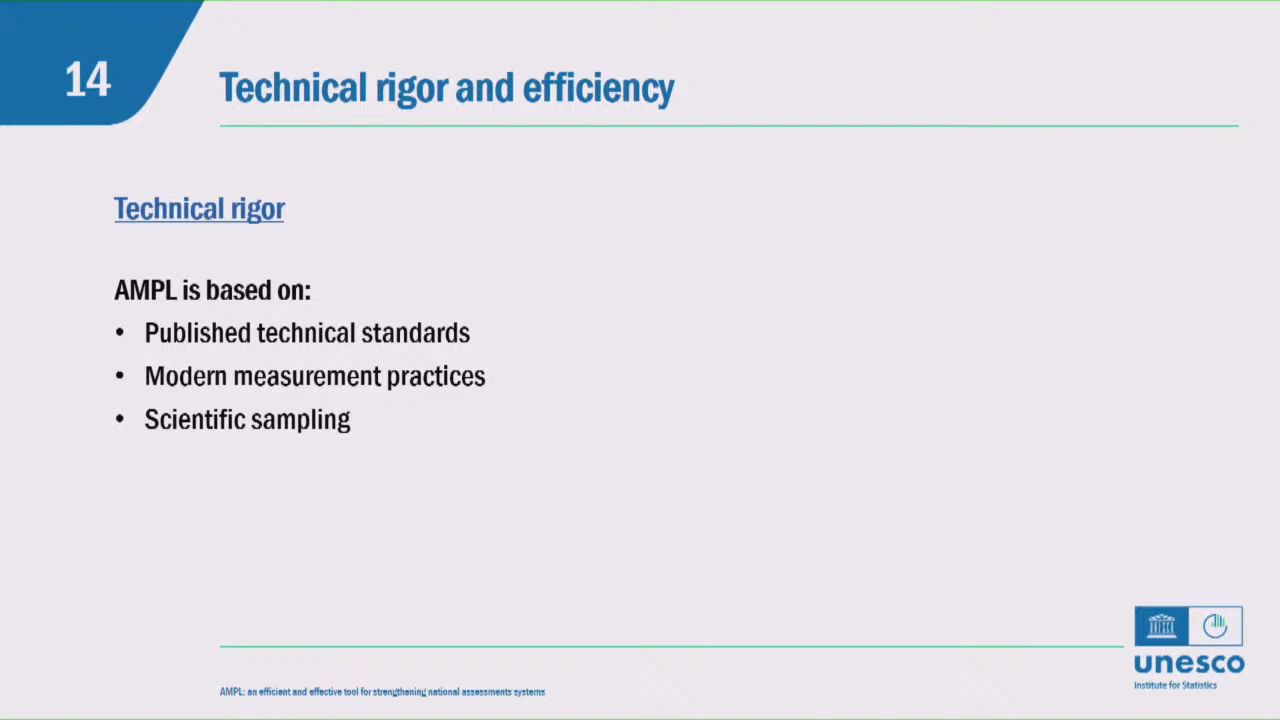 14
Technical rigor and efficiency
Technical rigor
AMPL is based on:
• Published technical standards
• Modern measurement practices
• Scientific sampling
unesco
Institute for Statistics
AMPL: an efficient and effective tool for strengthening national assessments systems